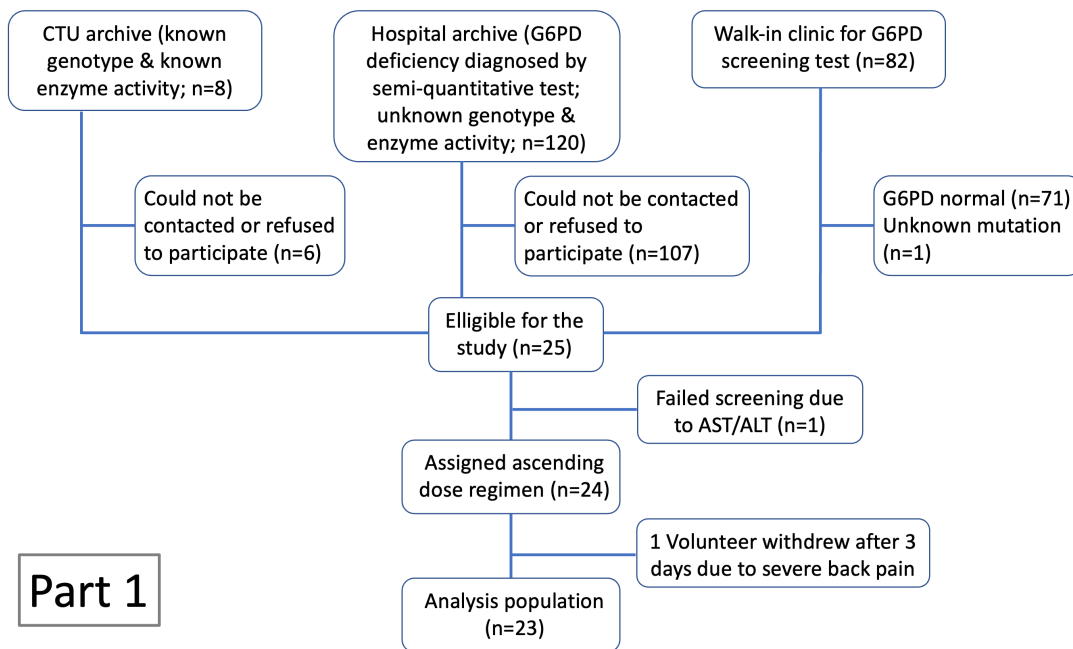 CTU archive (known
genotype & known
enzyme activity; n=8)
Hospital archive (G6PD
deficiency diagnosed by
semi-quantitative test;
unknown genotype &
enzyme activity; n=120)
Walk-in clinic for G6PD
screening test (n=82)
Could not be
contacted or refused
to participate (n=6)
Could not be contacted
or refused to
participate (n=107)
G6PD normal (n=71)
Unknown mutation
(n=1)
Elligible for the
study (n=25)
Failed screening due
to AST/ALT (n=1)
Assigned ascending
dose regimen (n=24)
1 Volunteer withdrew after 3
days due to severe back pain
Part 1
Analysis population
(n=23)